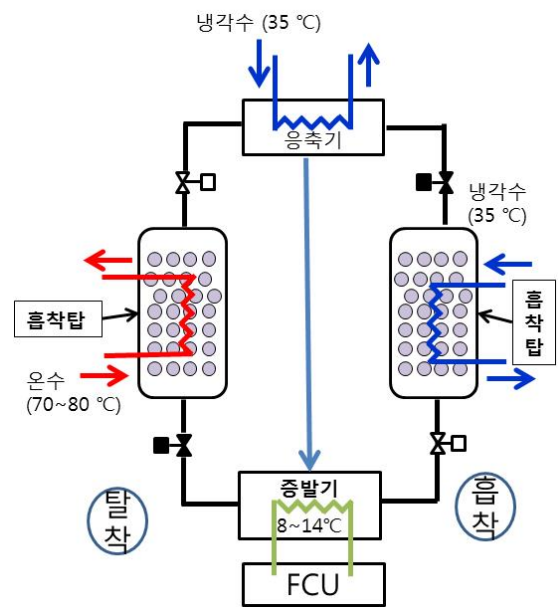 냉각수 (35 ℃)
응축기
냉각수
(35 ℃)
흡착탑
흡
착
탑
온수
(70~80 ℃)
증발기
8~14℃
탈
착
흡
착
FCU